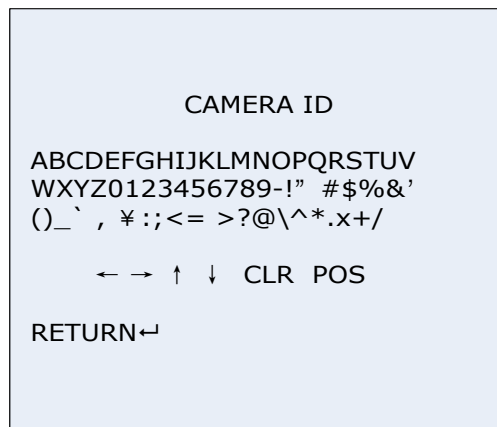 CAMERA ID
ABCDEFGHIJKLMNOPQRSTUV
WXYZ0123456789-!” #$%&’
()_` , ¥:;<= >?@\^*.x+/
← → ↑ ↓ CLR POS
RETURN↵